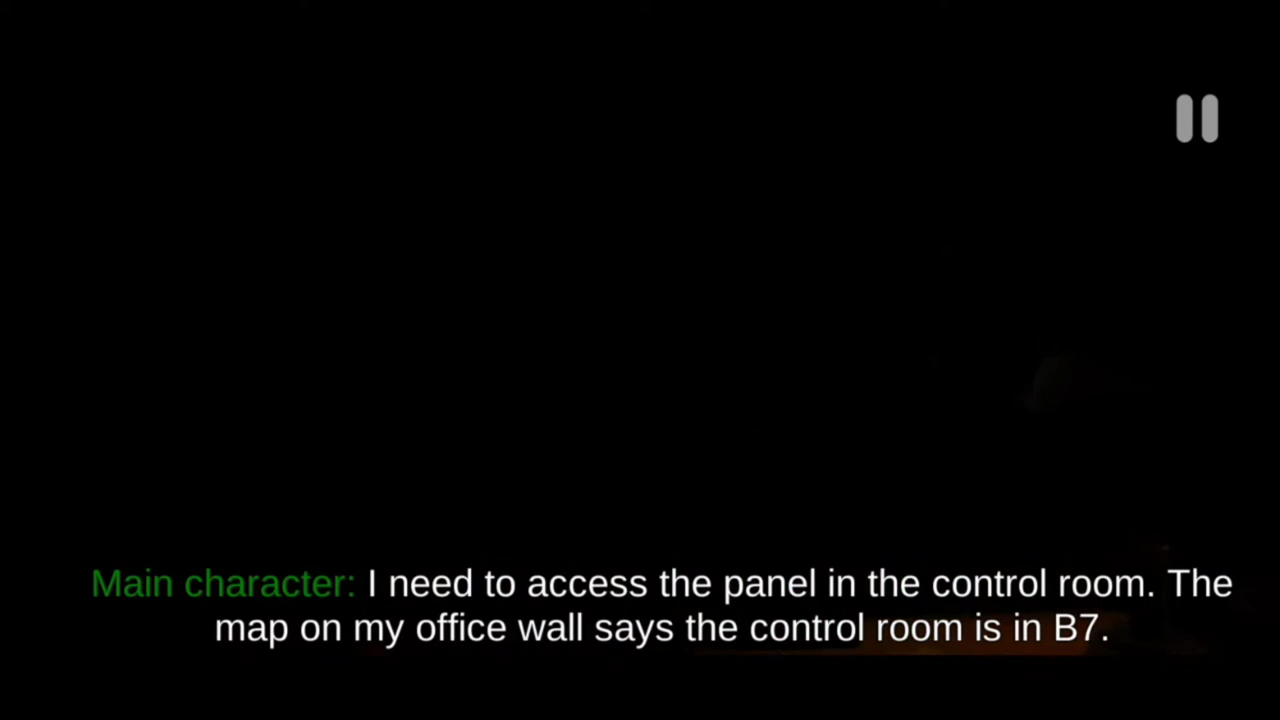 Main character: I need to access the panel in the control room. The
map on my office wall says the control room is in B7.